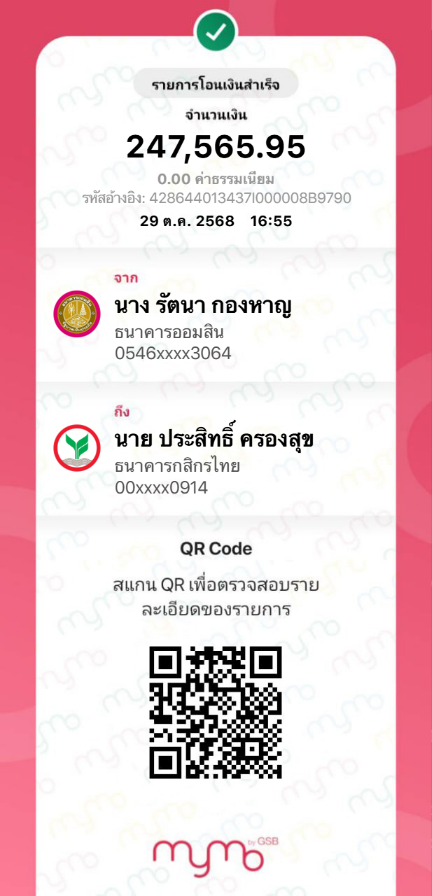 รายการโอนเงินสำเร็จ
จำนวนเงิน
247,565.95
0.00 ค่าธรรมเนียม
รหัสอ้างอิง: 428644013437I000008B9790
29 ต.ค. 2568 16:55
จาก
นาง รัตนา กองหาญ
ธนาคารออมสิน
0546xxxx3064
ถึง
นาย ประสิทธิ์ ครองสุข
ธนาคารกสิกรไทย
00xxxx0914
QR Code
สแกน QR เพื่อตรวจสอบราย
ละเอียดของรายการ
mymo by GSB